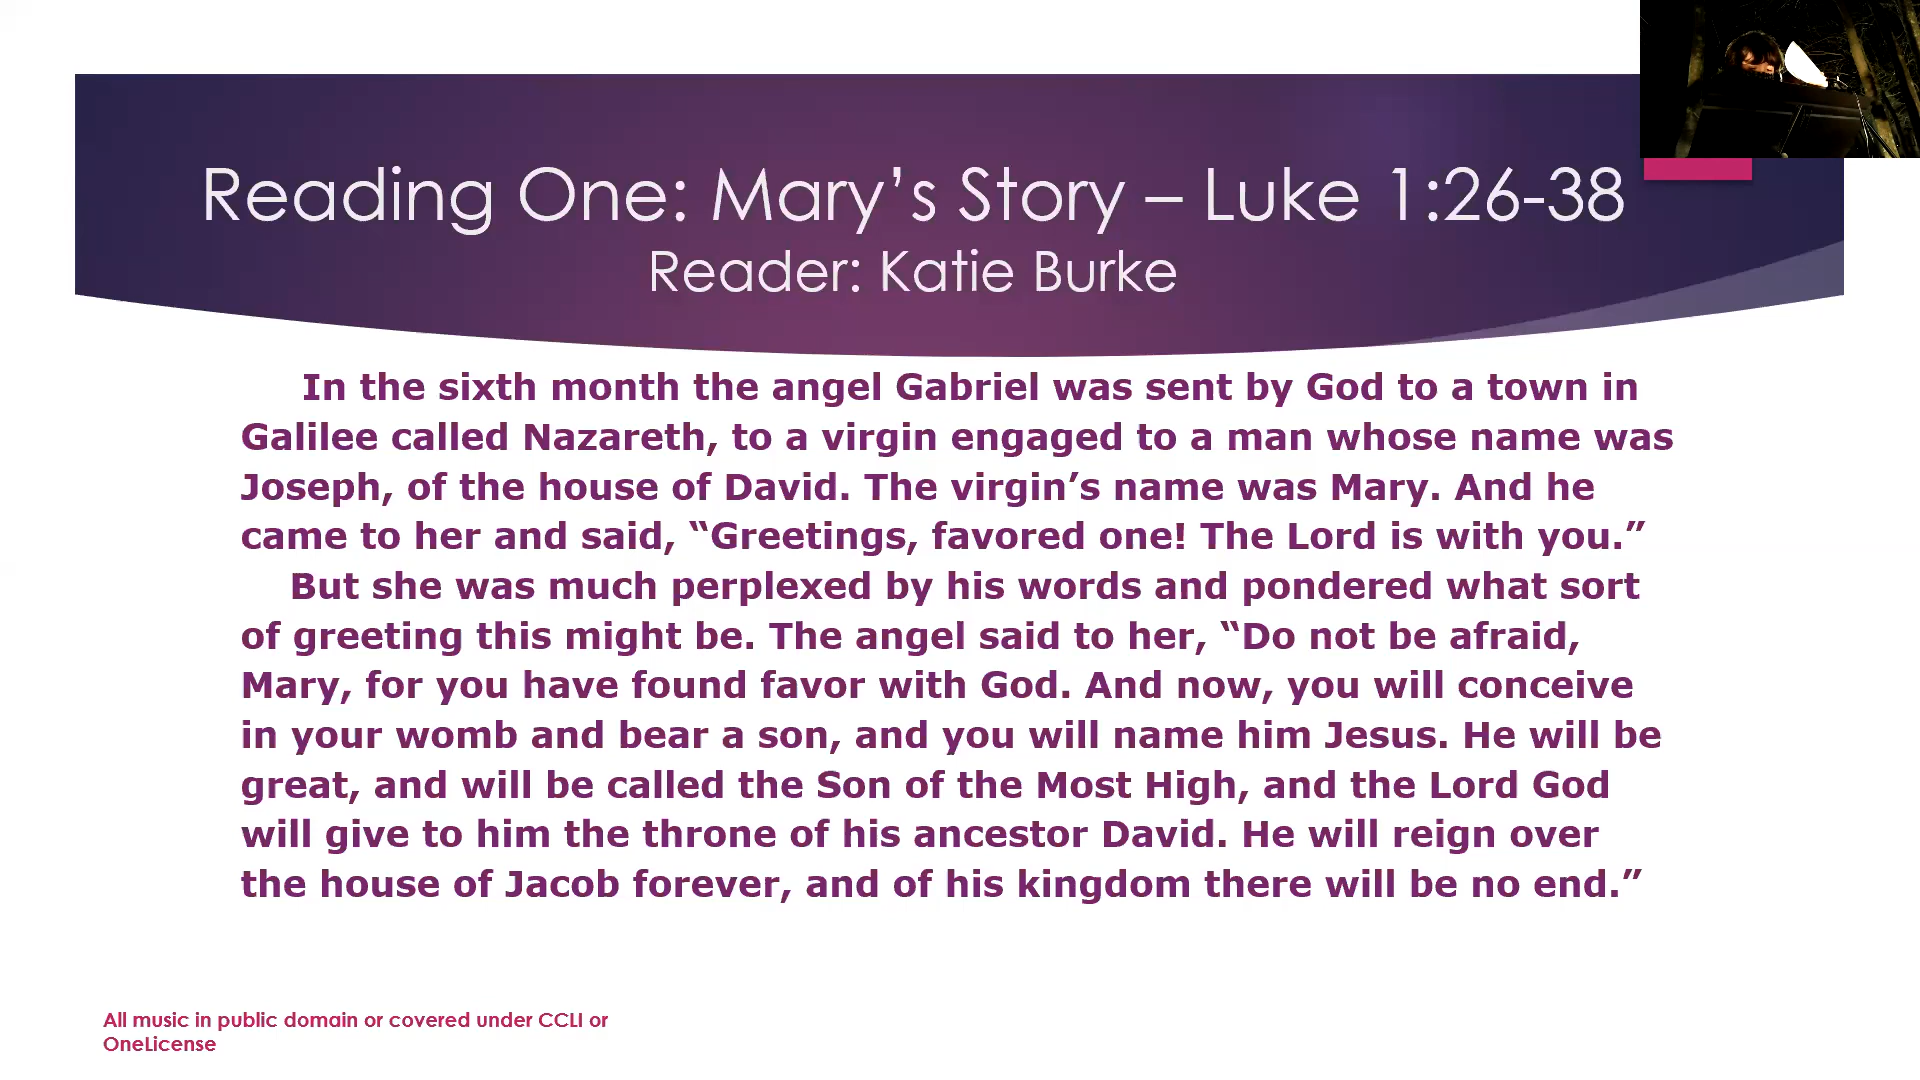 Reading One: Mary’s Story – Luke 1:26-38
Reader: Katie Burke
In the sixth month the angel Gabriel was sent by God to a town in
Galilee called Nazareth, to a virgin engaged to a man whose name was
Joseph, of the house of David. The virgin’s name was Mary. And he
came to her and said, “Greetings, favored one! The Lord is with you.”
But she was much perplexed by his words and pondered what sort
of greeting this might be. The angel said to her, “Do not be afraid,
Mary, for you have found favor with God. And now, you will conceive
in your womb and bear a son, and you will name him Jesus. He will be
great, and will be called the Son of the Most High, and the Lord God
will give to him the throne of his ancestor David. He will reign over
the house of Jacob forever, and of his kingdom there will be no end.”
All music in public domain or covered under CCLI or
OneLicense